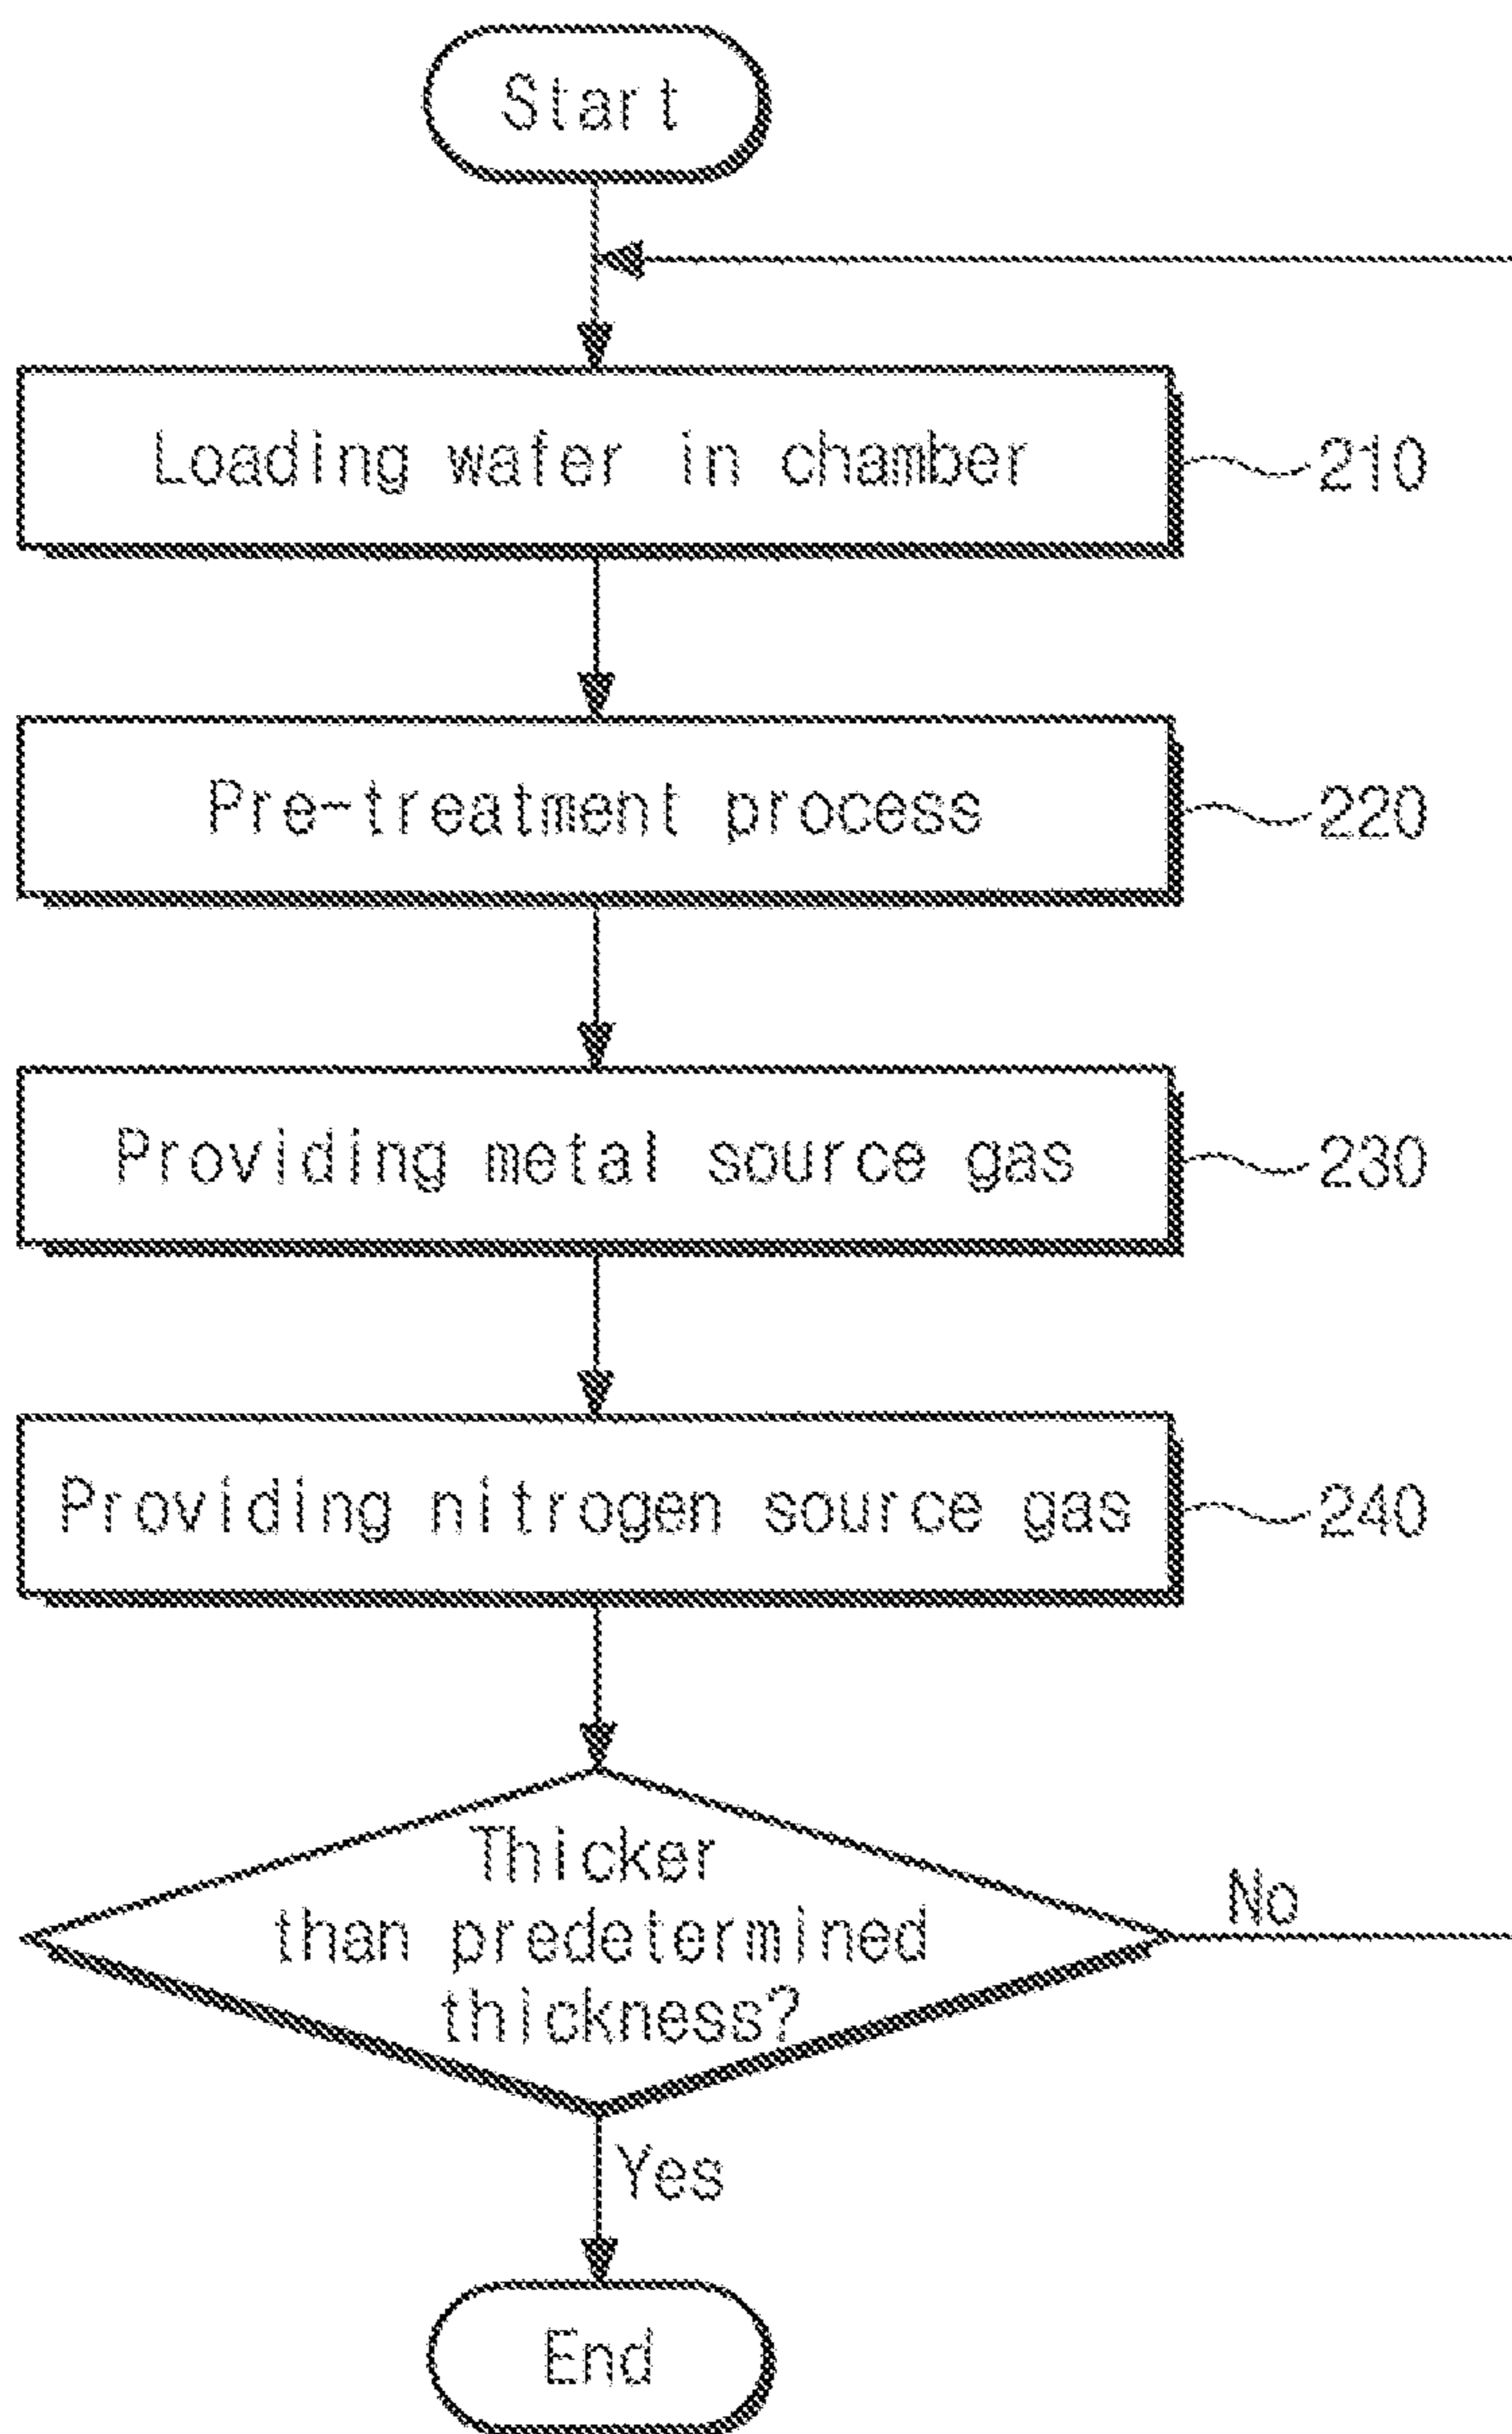 Start
Loading wafer in chamber
210
Pre-treatment process
220
Providing metal source gas
230
Providing nitrogen source gas
240
Thicker
than predetermined
thickness?
No
Yes
End